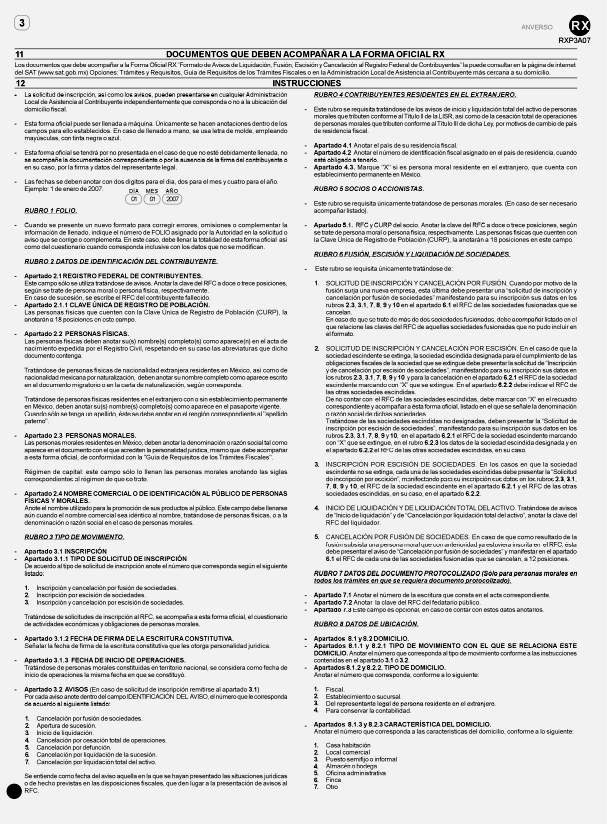 3
ANVERSO
RX
RXP3A07
11 DOCUMENTOS QUE DEBEN ACOMPAÑAR A LA FORMA OFICIAL RX
Los documentos que debe acompañar a la Forma Oficial RX "Formato de Avisos de Liquidación, Fusión, Escisión y Cancelación al Registro Federal de Contribuyentes" la puede consultar en la página de internet
del SAT (www.sat.gob.mx) Opciones: Trámites y Requisitos, Guía de Requisitos de los Trámites Fiscales o en la Administración Local de Asistencia al Contribuyente más cercana a su domicilio.
12 INSTRUCCIONES
- La solicitud de inscripción, así como los avisos, pueden presentarse en cualquier Administración
Local de Asistencia al Contribuyente independientemente que corresponda o no a la ubicación del
domicilio fiscal.
- Esta forma oficial puede ser llenada a máquina. Únicamente se harán anotaciones dentro de los
campos para ello establecidos. En caso de llenado a mano, se usa letra de molde, empleando
mayúsculas, con tinta negra o azul.
- Esta forma oficial se tendrá por no presentada en el caso de que no esté debidamente llenada, no
se acompañe la documentación correspondiente o por la ausencia de la firma del contribuyente o
en su caso, por la firma y datos del representante legal.
- Las fechas se deben anotar con dos dígitos para el día, dos para el mes y cuatro para el año.
Ejemplo: 1 de enero de 2007.
DÍA MES AÑO
01 01 2007
RUBRO 1 FOLIO.
- Cuando se presente un nuevo formato para corregir errores, omisiones o complementar la
información de llenado, indique el número de FOLIO asignado por la Autoridad en la solicitud o
aviso que se corrige o complementa. En este caso, debe llenar la totalidad de esta forma oficial así
como del cuestionario cuando corresponda inclusive con los datos que no se modifican.
RUBRO 2 DATOS DE IDENTIFICACIÓN DEL CONTRIBUYENTE.
- Apartado 2.1 REGISTRO FEDERAL DE CONTRIBUYENTES.
Este campo sólo se utiliza tratándose de avisos. Anotar la clave del RFC a doce o trece posiciones,
según se trate de persona moral o persona física, respectivamente.
En caso de sucesión, se escribe el RFC del contribuyente fallecido.
- Apartado 2.1.1 CLAVE ÚNICA DE REGISTRO DE POBLACIÓN.
Las personas físicas que cuenten con la Clave Única de Registro de Población (CURP), la
anotarán a 18 posiciones en este campo.
- Apartado 2.2 PERSONAS FÍSICAS.
Las personas físicas deben anotar su(s) nombre(s) completo(s) como aparece(n) en el acta de
nacimiento expedida por el Registro Civil, respetando en su caso las abreviaturas que dicho
documento contenga.
Tratándose de personas físicas de nacionalidad extranjera residentes en México, así como de
nacionalidad mexicana por naturalización, deben anotar su nombre completo como aparece escrito
en el documento migratorio o en la carta de naturalización, según corresponda.
Tratándose de personas físicas residentes en el extranjero con o sin establecimiento permanente
en México, deben anotar su(s) nombre(s) completo(s) como aparece en el pasaporte vigente.
Cuando sólo se tenga un apellido, éste se debe anotar en el renglón correspondiente al "apellido
paterno".
- Apartado 2.3 PERSONAS MORALES.
Las personas morales residentes en México, deben anotar la denominación o razón social tal como
aparece en el documento con el que acrediten la personalidad jurídica, mismo que debe acompañar
a esta forma oficial, de conformidad con la "Guía de Requisitos de los Trámites Fiscales".
Régimen de capital: este campo sólo lo llenan las personas morales anotando las siglas
correspondientes al régimen de que se trate.
- Apartado 2.4 NOMBRE COMERCIAL O DE IDENTIFICACIÓN AL PÚBLICO DE PERSONAS
FÍSICAS Y MORALES.
Anote el nombre utilizado para la promoción de sus productos al público. Este campo debe llenarse
aún cuando el nombre comercial sea idéntico al nombre, tratándose de personas físicas, o a la
denominación o razón social en el caso de personas morales.
RUBRO 3 TIPO DE MOVIMIENTO.
- Apartado 3.1 INSCRIPCIÓN
- Apartado 3.1.1 TIPO DE SOLICITUD DE INSCRIPCIÓN
De acuerdo al tipo de solicitud de inscripción anote el número que corresponda según el siguiente
listado:
1. Inscripción y cancelación por fusión de sociedades.
2. Inscripción por escisión de sociedades.
3. Inscripción y cancelación por escisión de sociedades.
Tratándose de solicitudes de inscripción al RFC, se acompaña a esta forma oficial, el cuestionario
de actividades económicas y obligaciones de personas morales.
- Apartado 3.1.2 FECHA DE FIRMA DE LA ESCRITURA CONSTITUTIVA.
Señalar la fecha de firma de la escritura constitutiva que les otorga personalidad jurídica.
- Apartado 3.1.3 FECHA DE INICIO DE OPERACIONES.
Tratándose de personas morales constituidas en territorio nacional, se considera como fecha de
inicio de operaciones la misma fecha en que se constituyó.
- Apartado 3.2 AVISOS (En caso de solicitud de inscripción remitirse al apartado 3.1)
Por cada aviso anote dentro del campo IDENTIFICACIÓN DEL AVISO, el número que le corresponda
de acuerdo al siguiente listado:
1. Cancelación por fusión de sociedades.
2. Apertura de sucesión.
3. Inicio de liquidación.
4. Cancelación por cesación total de operaciones.
5. Cancelación por defunción.
6. Cancelación por liquidación de la sucesión.
7. Cancelación por liquidación total del activo.
Se entiende como fecha del aviso aquella en la que se hayan presentado las situaciones jurídicas
o de hecho previstas en las disposiciones fiscales, que den lugar a la presentación de avisos al
RFC.
RUBRO 4 CONTRIBUYENTES RESIDENTES EN EL EXTRANJERO.
- Este rubro se requisita tratándose de los avisos de inicio y liquidación total del activo de personas
morales que tributen conforme al Título II de la LISR, así como de la cesación total de operaciones
de personas morales que tributen conforme al Título III de dicha Ley, por motivos de cambio de país
de residencia fiscal.
- Apartado 4.1 Anotar el país de su residencia fiscal.
- Apartado 4.2 Anotar el número de identificación fiscal asignado en el país de residencia, cuando
esté obligado a tenerlo.
- Apartado 4.3. Marque "X" si es persona moral residente en el extranjero, que cuenta con
establecimiento permanente en México.
RUBRO 5 SOCIOS O ACCIONISTAS.
- Este rubro se requisita únicamente tratándose de inscripciones. (En caso de ser necesario
acompañar listado).
- Apartado 5.1. RFC y CURP del socio. Anotar la clave del RFC a doce o trece posiciones, según
se trate de persona moral o persona física, respectivamente. Las personas físicas que cuenten con
la Clave Única de Registro de Población (CURP), la anotarán a 18 posiciones en este campo.
RUBRO 6 FUSIÓN, ESCISIÓN Y LIQUIDACIÓN DE SOCIEDADES.
- Este rubro se requisita únicamente tratándose de:
1. SOLICITUD DE INSCRIPCIÓN Y CANCELACIÓN POR FUSIÓN. Cuando por motivo de la
fusión surja una nueva empresa, esta última debe presentar una "solicitud de inscripción y
cancelación por fusión de sociedades" manifestando para su inscripción sus datos en los
rubros 2.3, 3.1, 7, 8, 9 y 10 en el apartado 6.1 el RFC de las sociedades fusionadas que se
cancelan.
En caso de que se trate de más de dos sociedades fusionadas, debe acompañar listado en el
que relacione las claves del RFC de aquellas sociedades fusionadas que no pudo incluir en
el formato.
2. SOLICITUD DE INSCRIPCIÓN Y CANCELACIÓN POR ESCISIÓN. En el caso de que la
sociedad escindente se extinga, la sociedad escindida designada para el cumplimiento de las
obligaciones fiscales de la sociedad que se extingue debe presentar la solicitud de "Inscripción
y de cancelación por escisión de sociedades", manifestando para su inscripción sus datos en
los rubros 2.3, 3.1, 7, 8, 9 y 10 y para la cancelación en el apartado 6.2.1 el RFC de la sociedad
escindente marcando con "X" que se extingue. En el apartado 6.2.2 debe indicar el RFC de
las otras sociedades escindidas.
De no contar con el RFC de las sociedades escindidas, debe marcar con "X" en el recuadro
correspondiente y acompañar a esta forma oficial, listado en el que se señale la denominación
o razón social de dichas sociedades.
Tratándose de las sociedades escindidas no designadas, deben presentar la "Solicitud de
inscripción por escisión de sociedades", manifestando para su inscripción sus datos en los
rubros 2.3, 3.1, 7, 8, 9 y 10, en el apartado 6.2.1 el RFC de la sociedad escindente marcando
con "X" que se extingue, en el rubro 6.2.3 los datos de la sociedad escindida designada y en
el apartado 6.2.2 el RFC de las otras sociedades escindidas, en su caso.
3. INSCRIPCIÓN POR ESCISIÓN DE SOCIEDADES. En los casos en que la sociedad
escindente no se extinga, cada una de las sociedades escindidas debe presentar la "Solicitud
de inscripción por escisión", manifestando para su inscripción sus datos en los rubros 2.3, 3.1,
7, 8, 9 y 10, el RFC de la sociedad escindente en el apartado 6.2.1 y el RFC de las otras
sociedades escindidas, en su caso, en el apartado 6.2.2.
4. INICIO DE LIQUIDACIÓN Y DE LIQUIDACIÓN TOTAL DEL ACTIVO. Tratándose de avisos
de "Inicio de liquidación" y de "Cancelación por liquidación total del activo", anotar la clave del
RFC del liquidador.
5. CANCELACIÓN POR FUSIÓN DE SOCIEDADES. En caso de que como resultado de la
fusión subsista una persona moral que con anterioridad ya estuviera inscrita en el RFC, ésta
debe presentar el aviso de "Cancelación por fusión de sociedades" y manifestar en el apartado
6.1 el RFC de cada una de las sociedades fusionadas que se cancelan, a 12 posiciones.
RUBRO 7 DATOS DEL DOCUMENTO PROTOCOLIZADO (Sólo para personas morales en
todos los trámites en que se requiera documento protocolizado).
- Apartado 7.1 Anotar el número de la escritura que consta en el acta correspondiente.
- Apartado 7.2 Anotar la clave del RFC del fedatario público.
- Apartado 7.3 Este campo es opcional, en caso de contar con estos datos anotarlos.
RUBRO 8 DATOS DE UBICACIÓN.
- Apartados 8.1 y 8.2 DOMICILIO.
- Apartados 8.1.1 y 8.2.1 TIPO DE MOVIMIENTO CON EL QUE SE RELACIONA ESTE
DOMICILIO. Anotar el número que corresponda al tipo de movimiento conforme a las instrucciones
contenidas en el apartado 3.1 ó 3.2.
- Apartados 8.1.2 y 8.2.2. TIPO DE DOMICILIO.
Anotar el número que corresponda, conforme a lo siguiente:
1. Fiscal.
2. Establecimiento o sucursal.
3. Del representante legal de persona residente en el extranjero.
4. Para conservar la contabilidad.
- Apartados 8.1.3 y 8.2.3 CARACTERÍSTICA DEL DOMICILIO.
Anotar el número que corresponda a las características del domicilio, conforme a lo siguiente:
1. Casa habitación
2. Local comercial
3. Puesto semifijo o informal
4. Almacén o bodega
5. Oficina administrativa
6. Finca
7. Otro